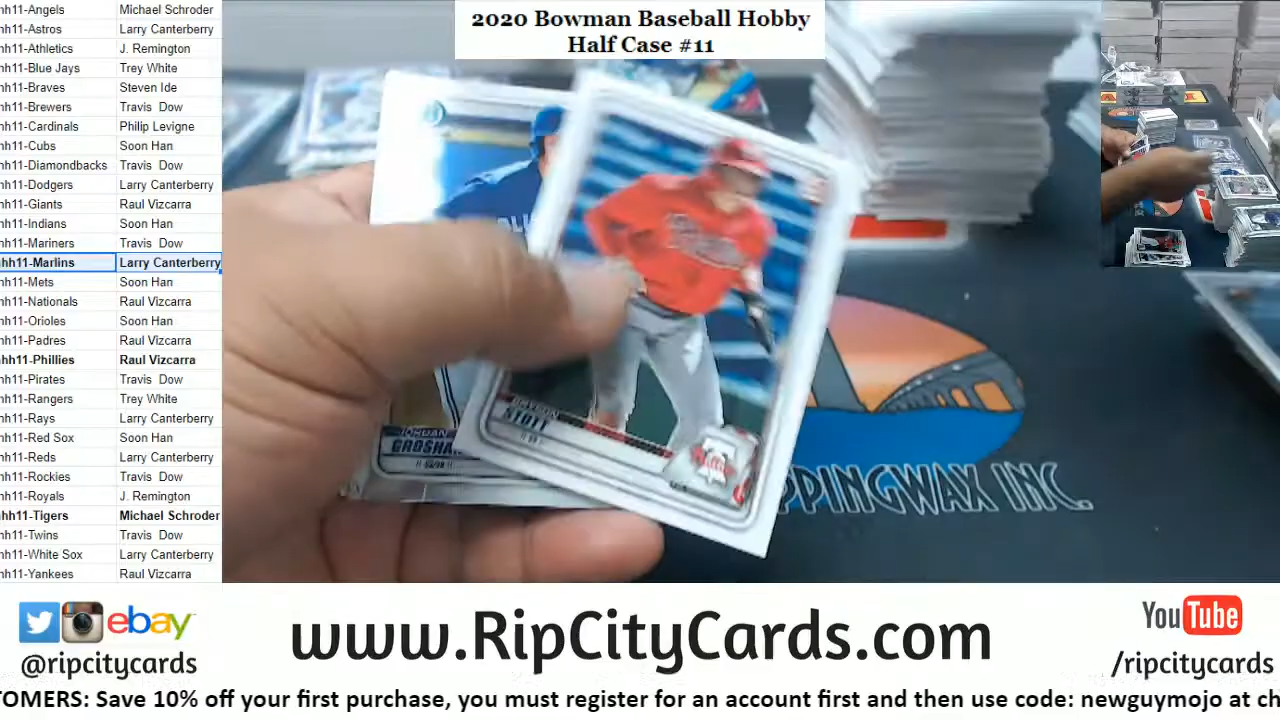 2020 Bowman Baseball Hobby
Half Case #11
hh11-Angels Michael Schroder
hh11-Astros Larry Canterberry
hh11-Athletics J. Remington
hh11-Blue Jays Trey White
hh11-Braves Steven Ide
hh11-Brewers Travis Dow
hh11-Cardinals Philip Levigne
hh11-Cubs Soon Han
hh11-Diamondbacks Travis Dow
hh11-Dodgers Larry Canterberry
hh11-Giants Raul Vizcarra
hh11-Indians Soon Han
hh11-Mariners Travis Dow
hh11-Marlins Larry Canterberry
hh11-Mets Soon Han
hh11-Nationals Raul Vizcarra
hh11-Orioles Soon Han
hh11-Padres Raul Vizcarra
hh11-Phillies Raul Vizcarra
hh11-Pirates Travis Dow
hh11-Rangers Trey White
hh11-Rays Larry Canterberry
hh11-Red Sox Soon Han
hh11-Reds Larry Canterberry
hh11-Rockies Travis Dow
hh11-Royals J. Remington
hh11-Tigers Michael Schroder
hh11-Twins Travis Dow
hh11-White Sox Larry Canterberry
hh11-Yankees Raul Vizcarra
STOTT
Phillies
JORDAN
GROSHA
PPINGWAX INC.
ebay
@ripcitycards
www.RipCityCards.com
YouTube
/ripcitycards
TOMERS: Save 10% off your first purchase, you must register for an account first and then use code: newguymojo at ch